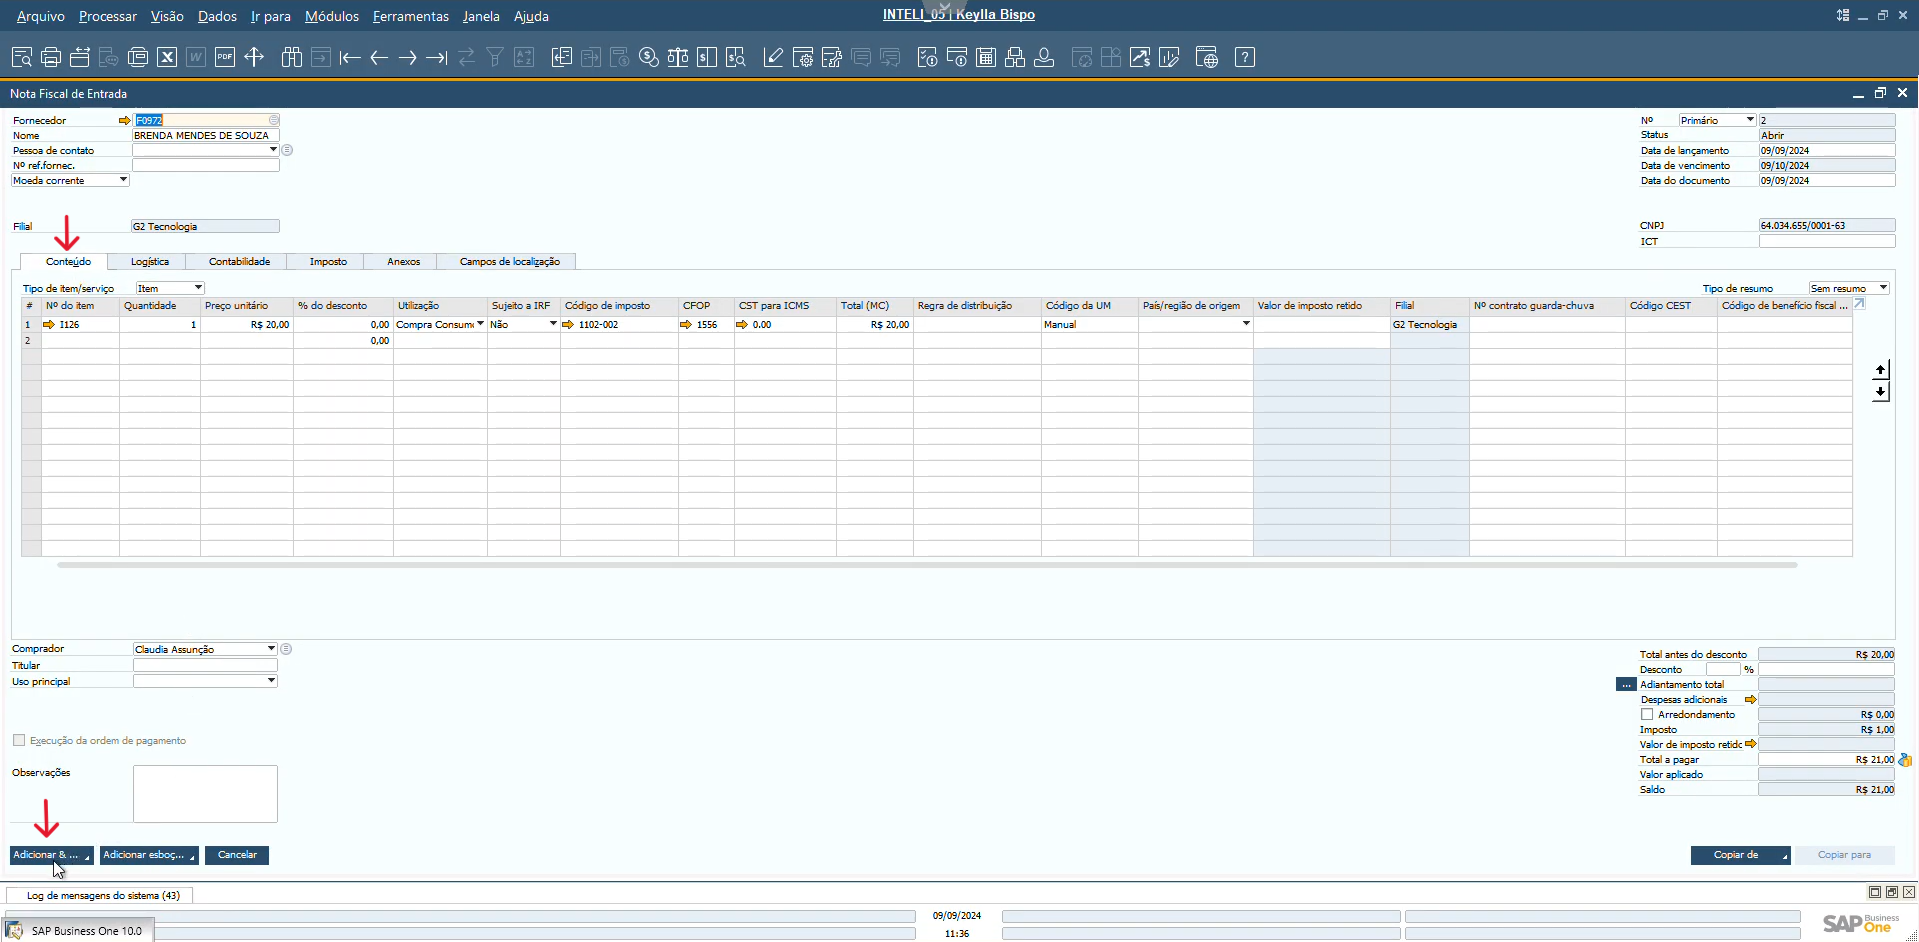 Arquivo Processar Visão Dados Ir para Módulos Ferramentas Janela Ajuda
INTELI_05 | Keylla Bispo
Nota Fiscal de Entrada
Fornecedor F0972
Nome BRENDA MENDES DE SOUZA
Pessoa de contato
Nº ref.fornec.
Moeda corrente
Nº Primário 2
Status Abrir
Data de lançamento 09/09/2024
Data de vencimento 09/10/2024
Data do documento 09/09/2024
Filial G2 Tecnologia
CNPJ 64.034.655/0001-63
ICT
Conteúdo Logística Contabilidade Imposto Anexos Campos de localização
Tipo de item/serviço Item
Tipo de resumo Sem resumo
# Nº do item Quantidade Preço unitário % do desconto Utilização Sujeito a IRF Código de imposto CFOP CST para ICMS Total (MC) Regra de distribuição Código da UM País/região de origem Valor de imposto retido Filial Nº contrato guarda-chuva Código CEST Código de benefício fiscal ...
1 I126 1 R$ 20,00 0,00 Compra Consum Não 1102-002 1556 0.00 R$ 20,00 Manual G2 Tecnologia
2 0,00
Comprador Claudia Assunção
Titular
Uso principal
Execução da ordem de pagamento
Observações
Total antes do desconto R$ 20,00
Desconto %
... Adiantamento total
Despesas adicionais
Arredondamento R$ 0,00
Imposto R$ 1,00
Valor de imposto retido
Total a pagar R$ 21,00
Valor aplicado
Saldo R$ 21,00
Adicionar & ... Adicionar esboç... Cancelar
Copiar de Copiar para
Log de mensagens do sistema (43)
09/09/2024
11:36
SAP Business One 10.0
SAP Business One